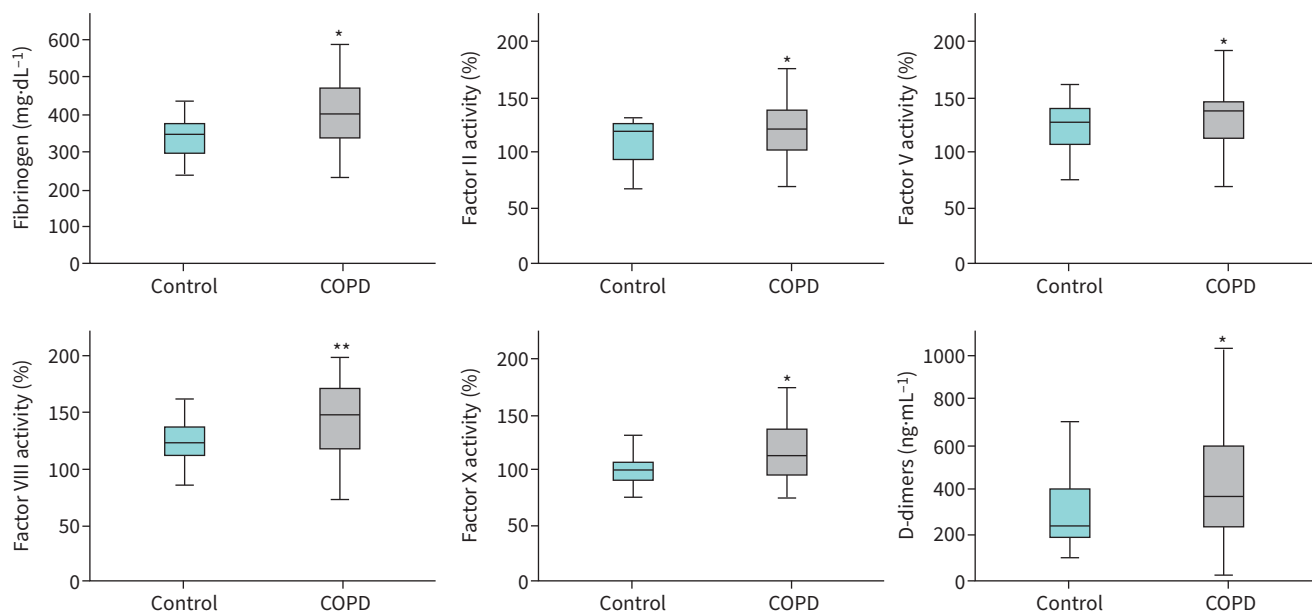 Fibrinogen (mg·dL⁻¹)
600
500
400
300
200
100
0
*
Control
COPD
Factor II activity (%)
200
150
100
50
0
*
Control
COPD
Factor V activity (%)
200
150
100
50
0
*
Control
COPD
Factor VIII activity (%)
200
150
100
50
0
**
Control
COPD
Factor X activity (%)
200
150
100
50
0
*
Control
COPD
D-dimers (ng·mL⁻¹)
1000
800
600
400
200
0
*
Control
COPD